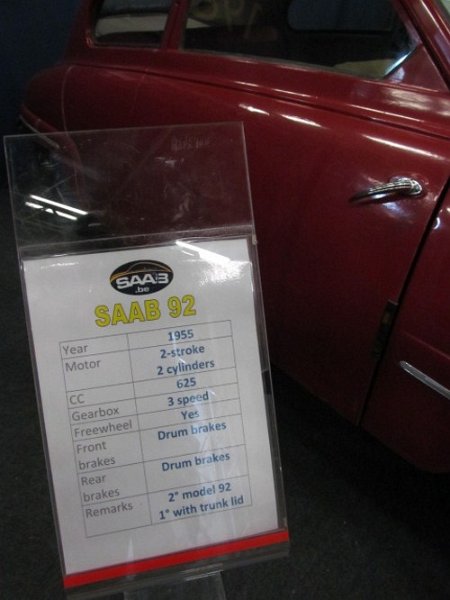 SAAB
.be
SAAB 92
Year 1955
Motor 2-stroke
2 cylinders
CC 625
Gearbox 3 speed
Freewheel Yes
Front brakes Drum brakes
Rear brakes Drum brakes
Remarks 2° model 92
1° with trunk lid